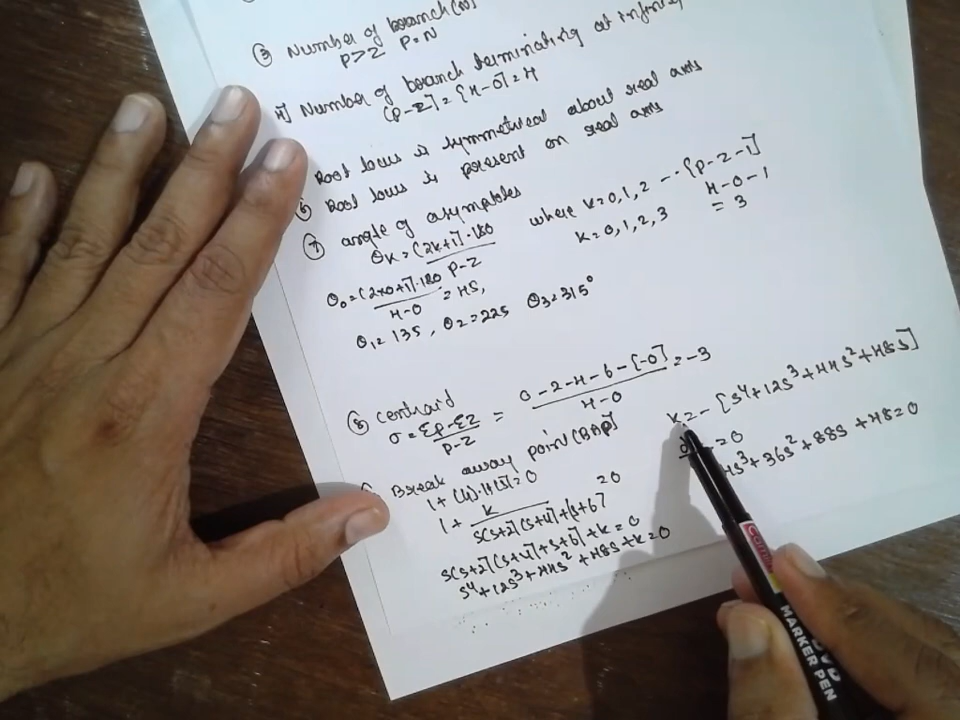 ③ Number of branch(N)
P>Z P=N
4] Number of branch terminating at infinity
[P-Z] = [4-0] = 4
⑤ Root locus is symmetrical about real axis
Root locus is present on real axis
⑦ angle of asymptotes
θk = (2k+1)·180 / P-Z where k=0,1,2 -- [P-Z-1]
k=0,1,2,3 4-0-1 = 3
θ0 = (2×0+1)·180 / 4-0 = 45,
θ1=135, θ2=225 θ3=315°
⑧ Centroid
σ = Σp-Σz / P-Z = 0-2-4-6-[-0] / 4-0 = -3
Break away point(BAP]
1+ G(s)·H(s)=0
1+ k / s(s+2)(s+4)+(s+6] =0
s(s+2](s+4]+s+6]+k=0
s⁴+12s³+44s²+48s+k=0
k=-[s⁴+12s³+44s²+48s]
=0
4s³+36s²+88s+48=0
MARKER PEN